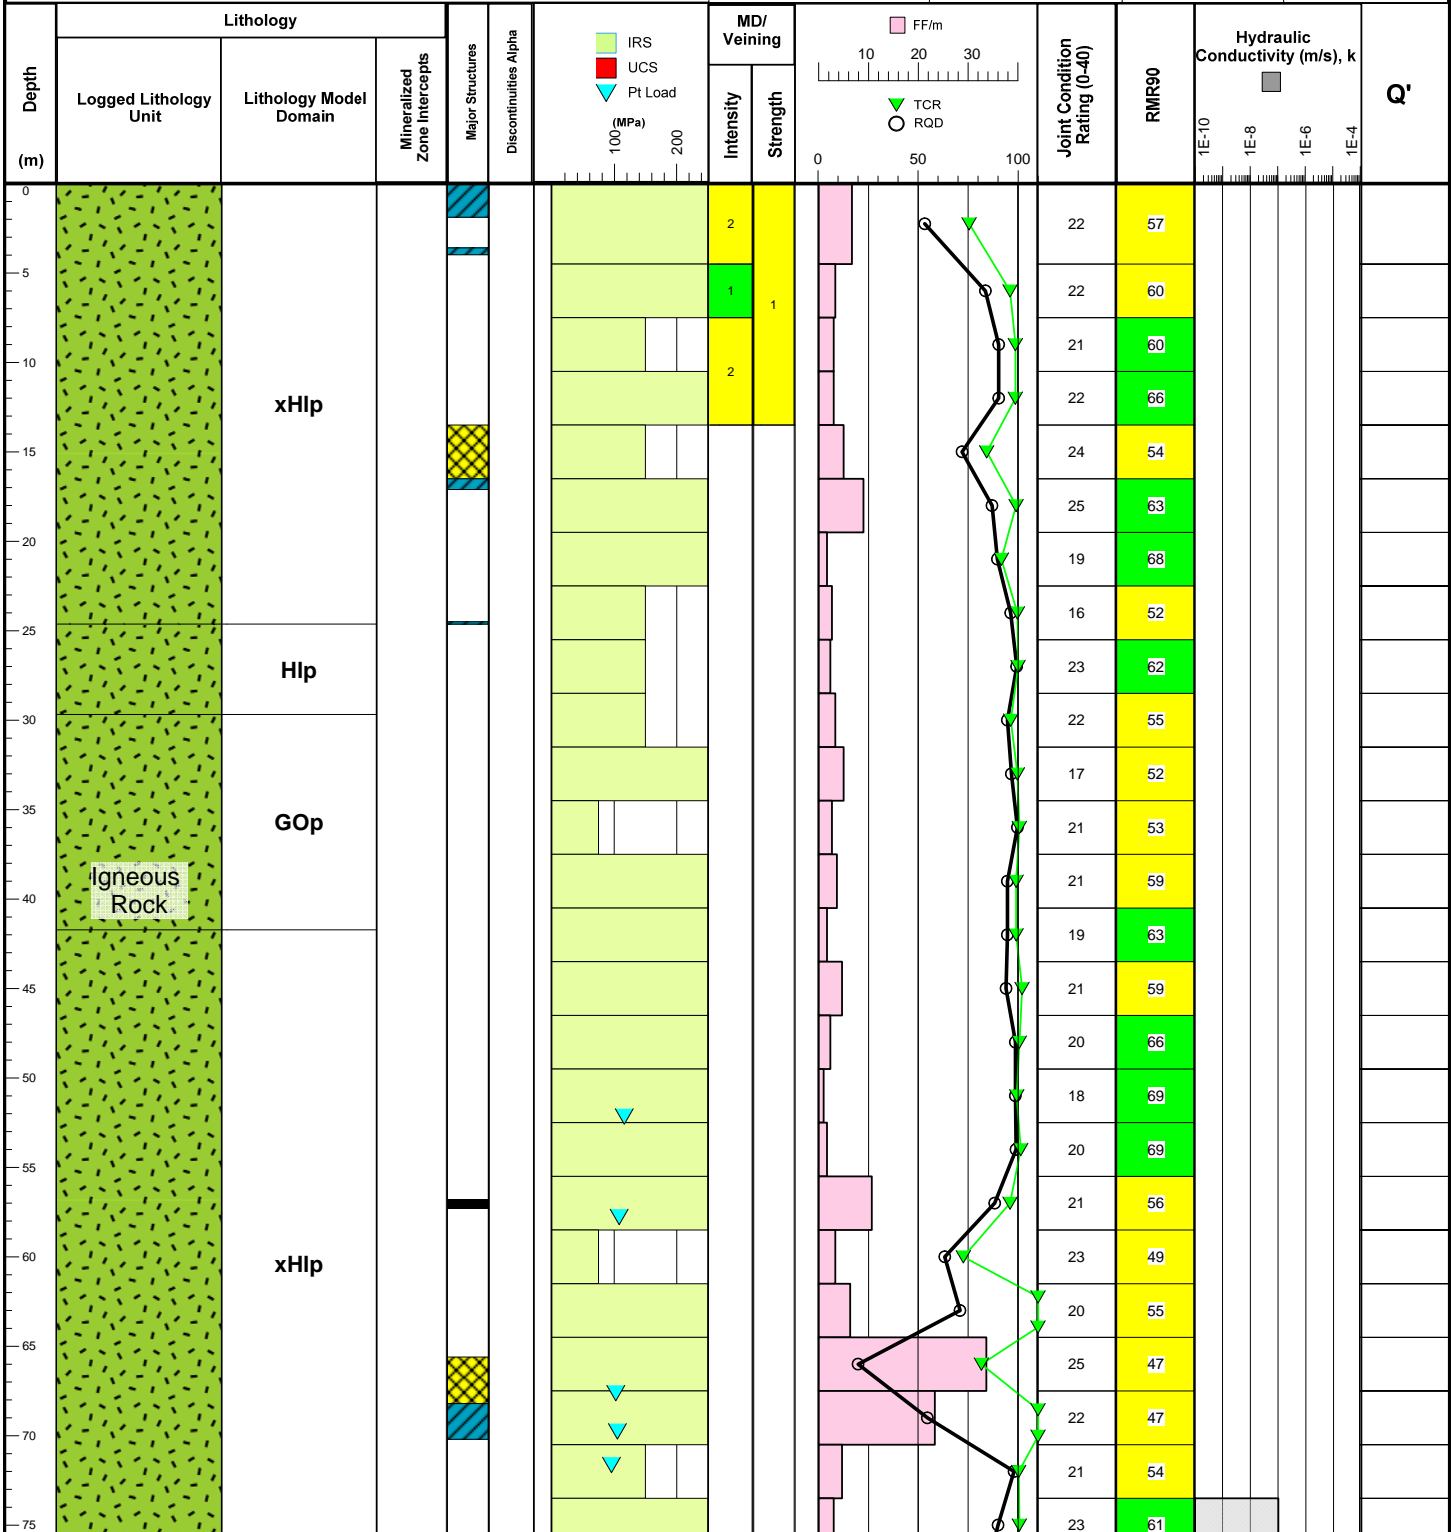 Lithology
Depth
(m)
Logged Lithology
Unit
Lithology Model
Domain
Mineralized
Zone Intercepts
Major Structures
Discontinuities Alpha
IRS
UCS
Pt Load
(MPa)
100
200
MD/
Veining
Intensity
Strength
FF/m
10
20
30
TCR
RQD
0
50
100
Joint Condition
Rating (0-40)
RMR90
Hydraulic
Conductivity (m/s), k
1E-10
1E-8
1E-6
1E-4
Q'
0
5
10
15
20
25
30
35
40
45
50
55
60
65
70
75
Igneous
Rock
xHlp
Hlp
GOp
xHlp
2
1
2
1
22
57
22
60
21
60
22
66
24
54
25
63
19
68
16
52
23
62
22
55
17
52
21
53
21
59
19
63
21
59
20
66
18
69
20
69
21
56
23
49
20
55
25
47
22
47
21
54
23
61